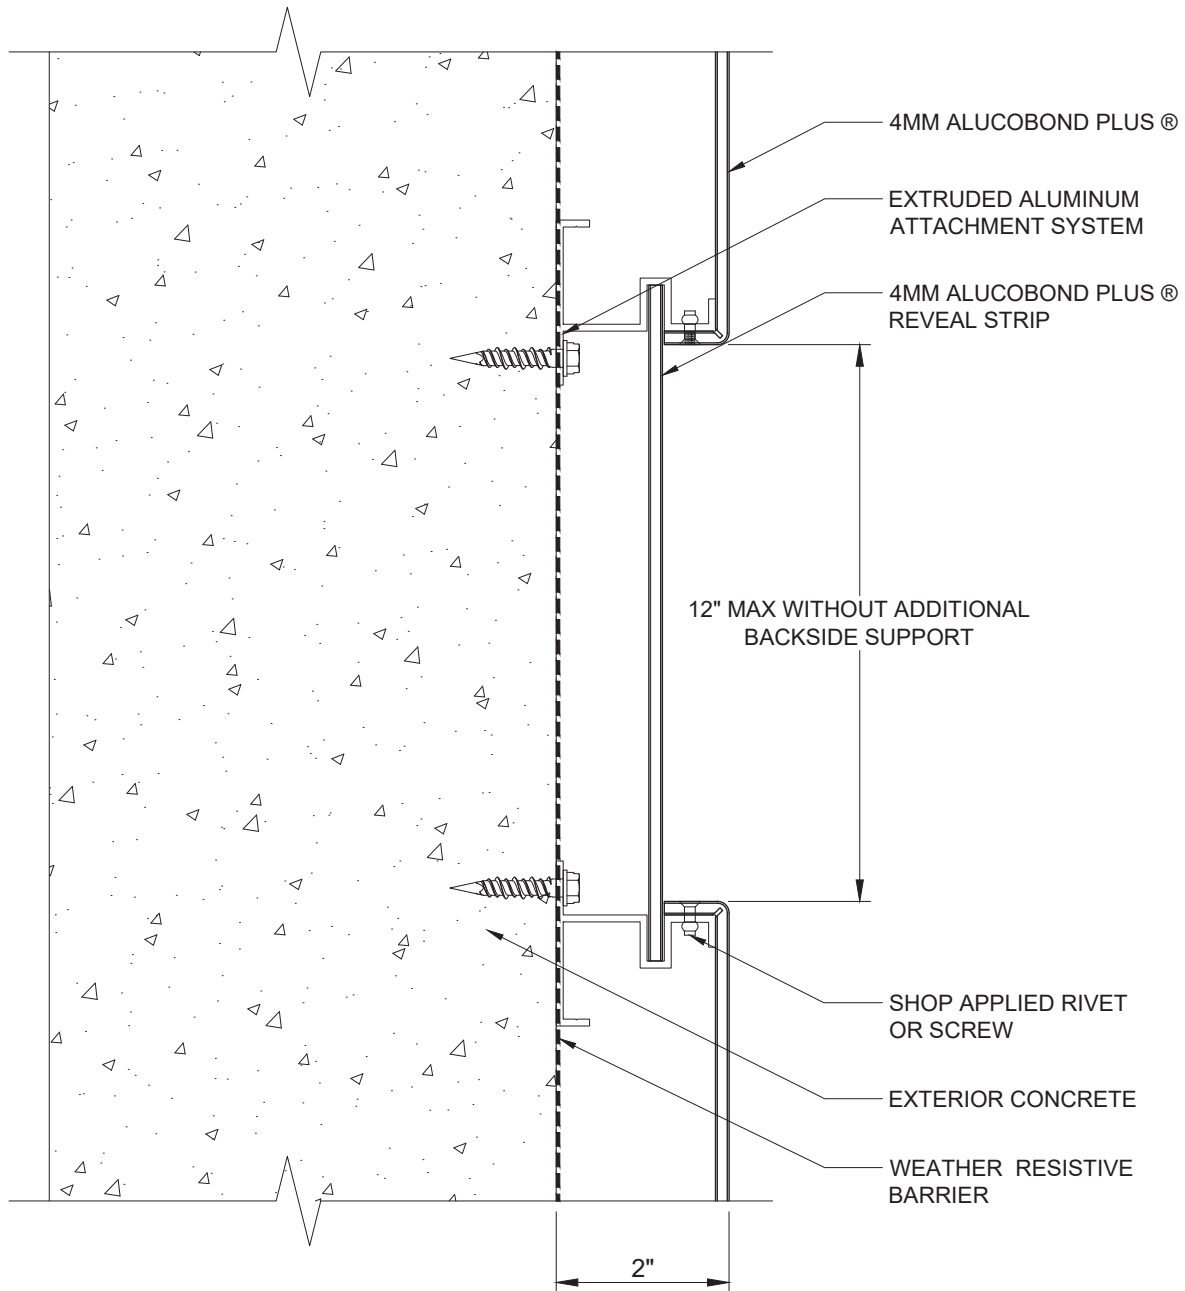 4MM ALUCOBOND PLUS ®
EXTRUDED ALUMINUM
ATTACHMENT SYSTEM
4MM ALUCOBOND PLUS ®
REVEAL STRIP
12" MAX WITHOUT ADDITIONAL
BACKSIDE SUPPORT
SHOP APPLIED RIVET
OR SCREW
EXTERIOR CONCRETE
WEATHER RESISTIVE
BARRIER
2"